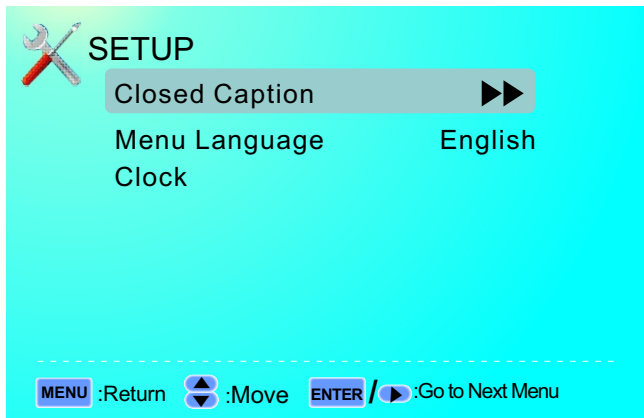 SETUP
Closed Caption
Menu Language English
Clock
MENU :Return :Move ENTER / :Go to Next Menu